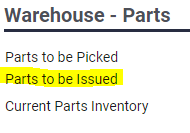 Warehouse - Parts
Parts to be Picked
Parts to be Issued
Current Parts Inventory